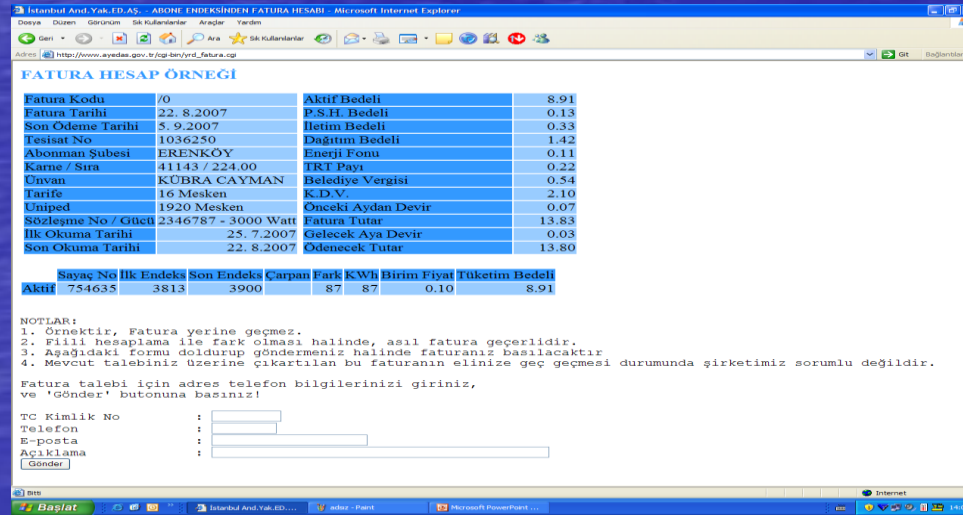 İstanbul And.Yak.ED.AŞ. - ABONE ENDEKSİNDEN FATURA HESABI - Microsoft Internet Explorer
Dosya Düzen Görünüm Sık Kullanılanlar Araçlar Yardım
Geri Ara Sık Kullanılanlar
Adres http://www.ayedas.gov.tr/cgi-bin/yrd_fatura.cgi Git Bağlantılar
FATURA HESAP ÖRNEĞİ
Fatura Kodu /0 Aktif Bedeli 8.91
Fatura Tarihi 22. 8.2007 P.S.H. Bedeli 0.13
Son Ödeme Tarihi 5. 9.2007 İletim Bedeli 0.33
Tesisat No 1036250 Dağıtım Bedeli 1.42
Abonman Şubesi ERENKÖY Enerji Fonu 0.11
Karne / Sıra 41143 / 224.00 TRT Payı 0.22
Ünvan KÜBRA CAYMAN Belediye Vergisi 0.54
Tarife 16 Mesken K.D.V. 2.10
Uniped 1920 Mesken Önceki Aydan Devir 0.07
Sözleşme No / Gücü 2346787 - 3000 Watt Fatura Tutar 13.83
İlk Okuma Tarihi 25. 7.2007 Gelecek Aya Devir 0.03
Son Okuma Tarihi 22. 8.2007 Ödenecek Tutar 13.80
Sayaç No İlk Endeks Son Endeks Çarpan Fark KWh Birim Fiyat Tüketim Bedeli
Aktif 754635 3813 3900 87 87 0.10 8.91
NOTLAR:
1. Örnektir, Fatura yerine geçmez.
2. Fiili hesaplama ile fark olması halinde, asıl fatura geçerlidir.
3. Aşağıdaki formu doldurup göndermeniz halinde faturanız basılacaktır
4. Mevcut talebiniz üzerine çıkartılan bu faturanın elinize geç geçmesi durumunda şirketimiz sorumlu değildir.
Fatura talebi için adres telefon bilgilerinizi giriniz,
ve 'Gönder' butonuna basınız!
TC Kimlik No :
Telefon :
E-posta :
Açıklama :
Gönder
Bitti Internet
Başlat İstanbul And.Yak.ED.... adsız - Paint Microsoft PowerPoint ...